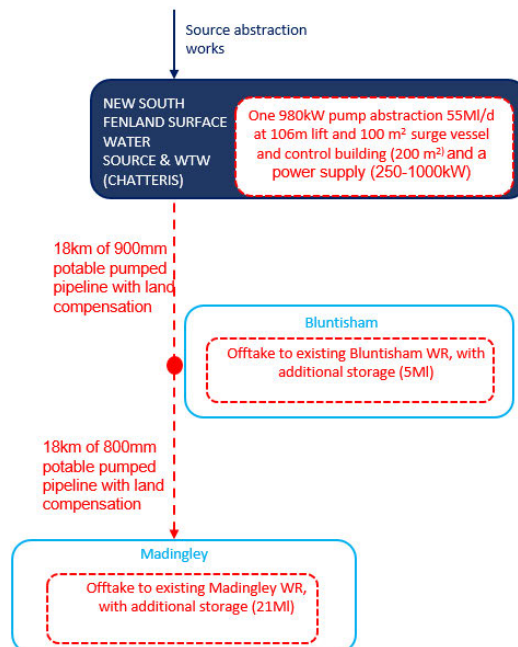 Source abstraction
works
NEW SOUTH
FENLAND SURFACE
WATER
SOURCE & WTW
(CHATTERIS)
One 980kW pump abstraction 55Ml/d
at 106m lift and 100 m² surge vessel
and control building (200 m²) and a
power supply (250-1000kW)
18km of 900mm
potable pumped
pipeline with land
compensation
Bluntisham
Offtake to existing Bluntisham WR, with
additional storage (5Ml)
18km of 800mm
potable pumped
pipeline with land
compensation
Madingley
Offtake to existing Madingley WR,
with additional storage (21Ml)